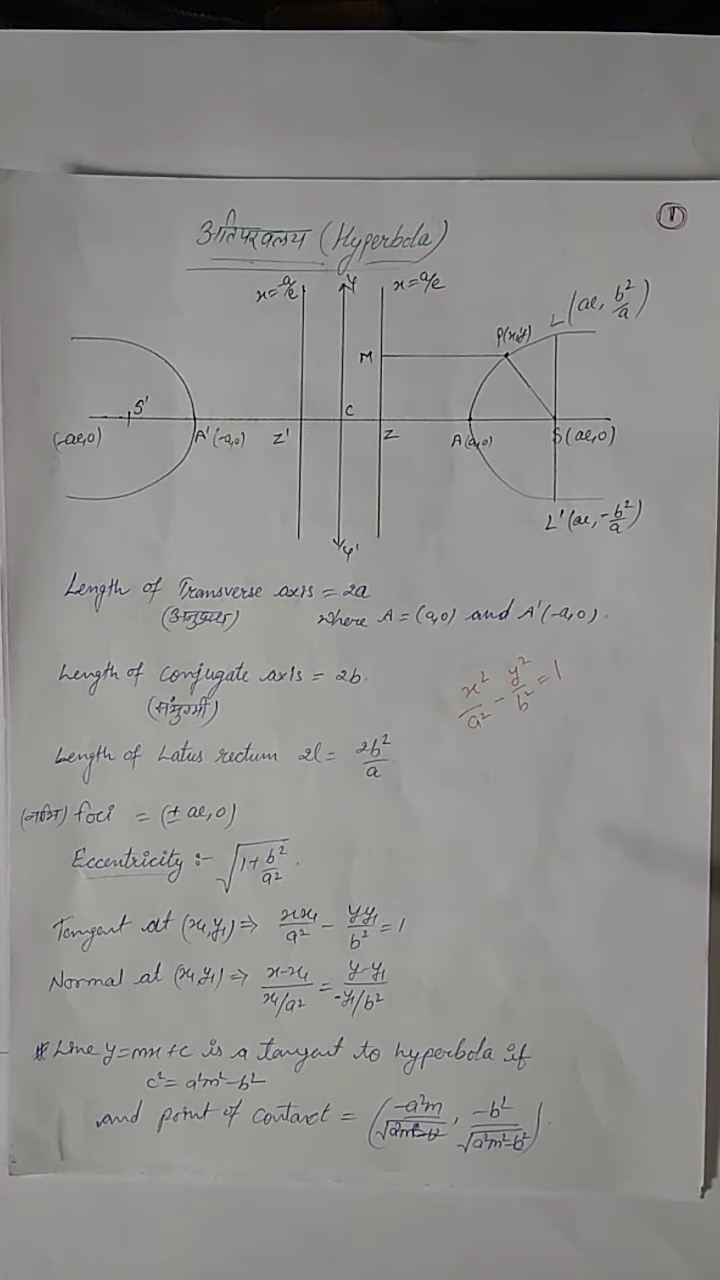 1
अतिपरवलय (Hyperbola)
x=-a/e Y x=a/e L (ae, b²/a)
P(x,y)
M
S' C
(-ae,0) A'(-a,0) Z' Z A(a,0) S(ae,0)
Y' L'(ae, -b²/a)
Length of Transverse axis = 2a
where A = (a,0) and A'(-a,0).
Length of conjugate axis = 2b.
(संयुग्मी)
x²/a² - y²/b² = 1
Length of Latus rectum 2l = 2b²/a.
(नाभि) foci = (± ae, 0)
Eccentricity :- √(1+b²/a²).
Tangent at (x₁,y₁) ⇒ xx₁/a² - yy₁/b² = 1
Normal at (x₁,y₁) ⇒ (x-x₁)/(x₁/a²) = (y-y₁)/(-y₁/b²)
# Line y=mx+c is a tangent to hyperbola if
c² = a²m²-b²
and point of contact = (-a²m/√(a²m²-b²), -b²/√(a²m²-b²)).